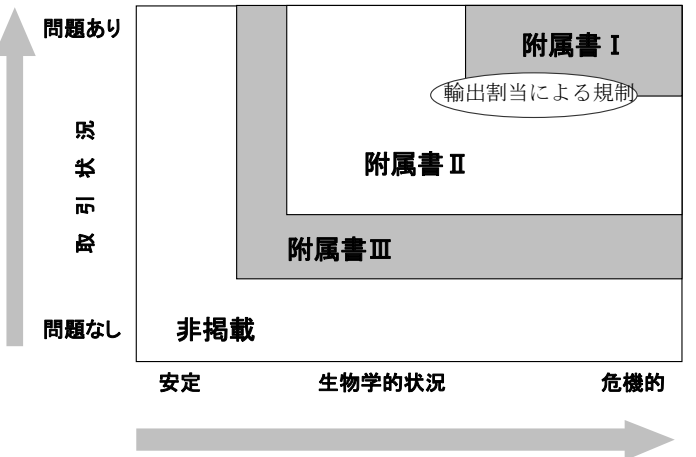 問題あり
附属書Ⅰ
輸出割当による規制
取引状況
附属書Ⅱ
附属書Ⅲ
問題なし
非掲載
安定
生物学的状況
危機的